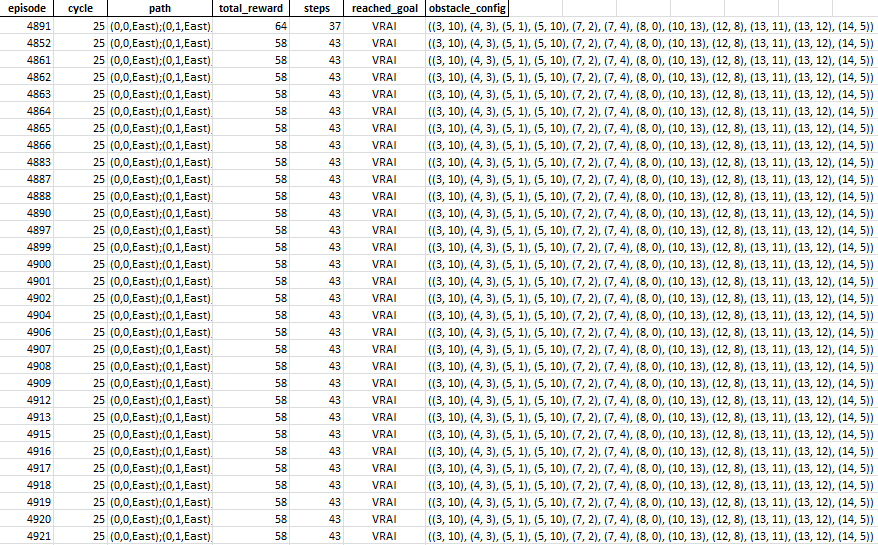 episode cycle path total_reward steps reached_goal obstacle_config
4891 25 (0,0,East);(0,1,East), 64 37 VRAI ((3, 10), (4, 3), (5, 1), (5, 10), (7, 2), (7, 4), (8, 0), (10, 13), (12, 8), (13, 11), (13, 12), (14, 5))
4852 25 (0,0,East);(0,1,East), 58 43 VRAI ((3, 10), (4, 3), (5, 1), (5, 10), (7, 2), (7, 4), (8, 0), (10, 13), (12, 8), (13, 11), (13, 12), (14, 5))
4861 25 (0,0,East);(0,1,East), 58 43 VRAI ((3, 10), (4, 3), (5, 1), (5, 10), (7, 2), (7, 4), (8, 0), (10, 13), (12, 8), (13, 11), (13, 12), (14, 5))
4862 25 (0,0,East);(0,1,East), 58 43 VRAI ((3, 10), (4, 3), (5, 1), (5, 10), (7, 2), (7, 4), (8, 0), (10, 13), (12, 8), (13, 11), (13, 12), (14, 5))
4863 25 (0,0,East);(0,1,East), 58 43 VRAI ((3, 10), (4, 3), (5, 1), (5, 10), (7, 2), (7, 4), (8, 0), (10, 13), (12, 8), (13, 11), (13, 12), (14, 5))
4864 25 (0,0,East);(0,1,East), 58 43 VRAI ((3, 10), (4, 3), (5, 1), (5, 10), (7, 2), (7, 4), (8, 0), (10, 13), (12, 8), (13, 11), (13, 12), (14, 5))
4865 25 (0,0,East);(0,1,East), 58 43 VRAI ((3, 10), (4, 3), (5, 1), (5, 10), (7, 2), (7, 4), (8, 0), (10, 13), (12, 8), (13, 11), (13, 12), (14, 5))
4866 25 (0,0,East);(0,1,East), 58 43 VRAI ((3, 10), (4, 3), (5, 1), (5, 10), (7, 2), (7, 4), (8, 0), (10, 13), (12, 8), (13, 11), (13, 12), (14, 5))
4883 25 (0,0,East);(0,1,East), 58 43 VRAI ((3, 10), (4, 3), (5, 1), (5, 10), (7, 2), (7, 4), (8, 0), (10, 13), (12, 8), (13, 11), (13, 12), (14, 5))
4887 25 (0,0,East);(0,1,East), 58 43 VRAI ((3, 10), (4, 3), (5, 1), (5, 10), (7, 2), (7, 4), (8, 0), (10, 13), (12, 8), (13, 11), (13, 12), (14, 5))
4888 25 (0,0,East);(0,1,East), 58 43 VRAI ((3, 10), (4, 3), (5, 1), (5, 10), (7, 2), (7, 4), (8, 0), (10, 13), (12, 8), (13, 11), (13, 12), (14, 5))
4890 25 (0,0,East);(0,1,East), 58 43 VRAI ((3, 10), (4, 3), (5, 1), (5, 10), (7, 2), (7, 4), (8, 0), (10, 13), (12, 8), (13, 11), (13, 12), (14, 5))
4897 25 (0,0,East);(0,1,East), 58 43 VRAI ((3, 10), (4, 3), (5, 1), (5, 10), (7, 2), (7, 4), (8, 0), (10, 13), (12, 8), (13, 11), (13, 12), (14, 5))
4899 25 (0,0,East);(0,1,East), 58 43 VRAI ((3, 10), (4, 3), (5, 1), (5, 10), (7, 2), (7, 4), (8, 0), (10, 13), (12, 8), (13, 11), (13, 12), (14, 5))
4900 25 (0,0,East);(0,1,East), 58 43 VRAI ((3, 10), (4, 3), (5, 1), (5, 10), (7, 2), (7, 4), (8, 0), (10, 13), (12, 8), (13, 11), (13, 12), (14, 5))
4901 25 (0,0,East);(0,1,East), 58 43 VRAI ((3, 10), (4, 3), (5, 1), (5, 10), (7, 2), (7, 4), (8, 0), (10, 13), (12, 8), (13, 11), (13, 12), (14, 5))
4902 25 (0,0,East);(0,1,East), 58 43 VRAI ((3, 10), (4, 3), (5, 1), (5, 10), (7, 2), (7, 4), (8, 0), (10, 13), (12, 8), (13, 11), (13, 12), (14, 5))
4904 25 (0,0,East);(0,1,East), 58 43 VRAI ((3, 10), (4, 3), (5, 1), (5, 10), (7, 2), (7, 4), (8, 0), (10, 13), (12, 8), (13, 11), (13, 12), (14, 5))
4906 25 (0,0,East);(0,1,East), 58 43 VRAI ((3, 10), (4, 3), (5, 1), (5, 10), (7, 2), (7, 4), (8, 0), (10, 13), (12, 8), (13, 11), (13, 12), (14, 5))
4907 25 (0,0,East);(0,1,East), 58 43 VRAI ((3, 10), (4, 3), (5, 1), (5, 10), (7, 2), (7, 4), (8, 0), (10, 13), (12, 8), (13, 11), (13, 12), (14, 5))
4908 25 (0,0,East);(0,1,East), 58 43 VRAI ((3, 10), (4, 3), (5, 1), (5, 10), (7, 2), (7, 4), (8, 0), (10, 13), (12, 8), (13, 11), (13, 12), (14, 5))
4909 25 (0,0,East);(0,1,East), 58 43 VRAI ((3, 10), (4, 3), (5, 1), (5, 10), (7, 2), (7, 4), (8, 0), (10, 13), (12, 8), (13, 11), (13, 12), (14, 5))
4912 25 (0,0,East);(0,1,East), 58 43 VRAI ((3, 10), (4, 3), (5, 1), (5, 10), (7, 2), (7, 4), (8, 0), (10, 13), (12, 8), (13, 11), (13, 12), (14, 5))
4913 25 (0,0,East);(0,1,East), 58 43 VRAI ((3, 10), (4, 3), (5, 1), (5, 10), (7, 2), (7, 4), (8, 0), (10, 13), (12, 8), (13, 11), (13, 12), (14, 5))
4915 25 (0,0,East);(0,1,East), 58 43 VRAI ((3, 10), (4, 3), (5, 1), (5, 10), (7, 2), (7, 4), (8, 0), (10, 13), (12, 8), (13, 11), (13, 12), (14, 5))
4916 25 (0,0,East);(0,1,East), 58 43 VRAI ((3, 10), (4, 3), (5, 1), (5, 10), (7, 2), (7, 4), (8, 0), (10, 13), (12, 8), (13, 11), (13, 12), (14, 5))
4917 25 (0,0,East);(0,1,East), 58 43 VRAI ((3, 10), (4, 3), (5, 1), (5, 10), (7, 2), (7, 4), (8, 0), (10, 13), (12, 8), (13, 11), (13, 12), (14, 5))
4918 25 (0,0,East);(0,1,East), 58 43 VRAI ((3, 10), (4, 3), (5, 1), (5, 10), (7, 2), (7, 4), (8, 0), (10, 13), (12, 8), (13, 11), (13, 12), (14, 5))
4919 25 (0,0,East);(0,1,East), 58 43 VRAI ((3, 10), (4, 3), (5, 1), (5, 10), (7, 2), (7, 4), (8, 0), (10, 13), (12, 8), (13, 11), (13, 12), (14, 5))
4920 25 (0,0,East);(0,1,East), 58 43 VRAI ((3, 10), (4, 3), (5, 1), (5, 10), (7, 2), (7, 4), (8, 0), (10, 13), (12, 8), (13, 11), (13, 12), (14, 5))
4921 25 (0,0,East);(0,1,East), 58 43 VRAI ((3, 10), (4, 3), (5, 1), (5, 10), (7, 2), (7, 4), (8, 0), (10, 13), (12, 8), (13, 11), (13, 12), (14, 5))